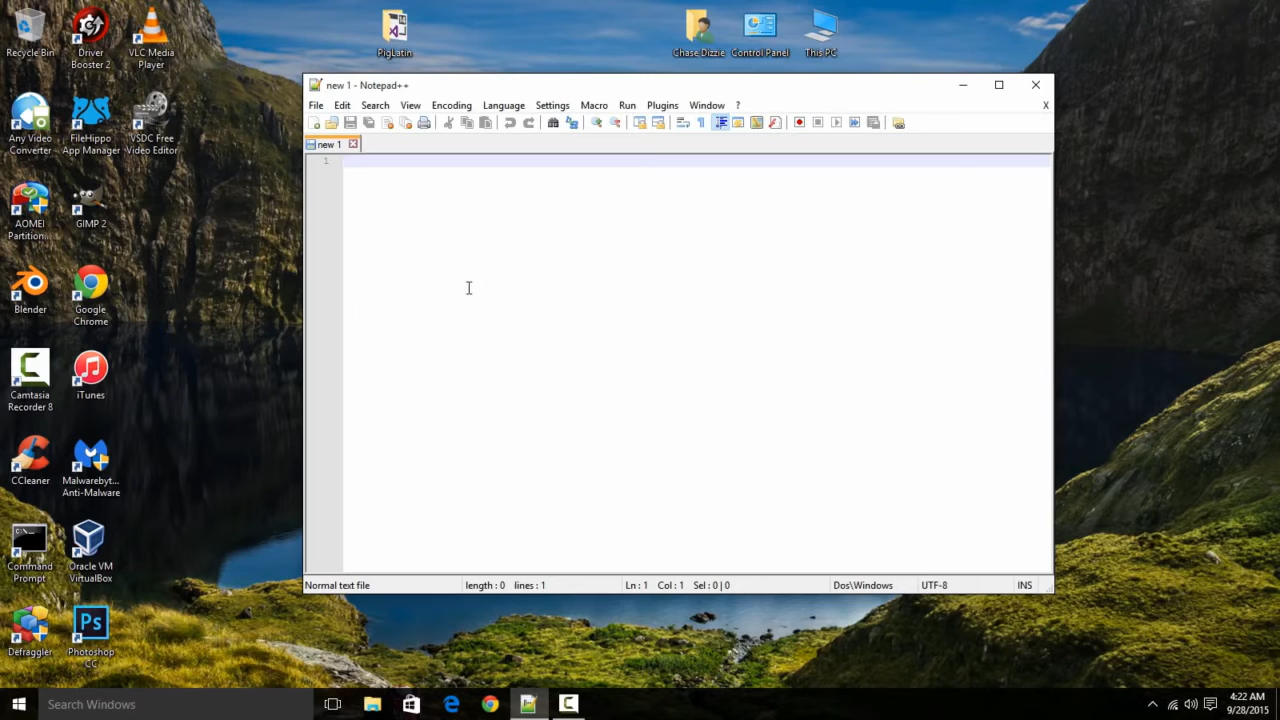 Recycle Bin
Driver
Booster 2
VLC Media
Player
PigLatin
Chase Dizzie
Control Panel
This PC
Any Video
Converter
FileHippo
App Manager
VSDC Free
Video Editor
AOMEI
Partition...
GIMP 2
Blender
Google
Chrome
Camtasia
Recorder 8
iTunes
CCleaner
Malwarebyt...
Anti-Malware
C:\_
Command
Prompt
Oracle VM
VirtualBox
Defraggler
Ps
Photoshop
CC
new 1 - Notepad++
File Edit Search View Encoding Language Settings Macro Run Plugins Window ? X
new 1
1
Normal text file length : 0 lines : 1 Ln : 1 Col : 1 Sel : 0 | 0 Dos\Windows UTF-8 INS
Search Windows
4:22 AM
9/28/2015